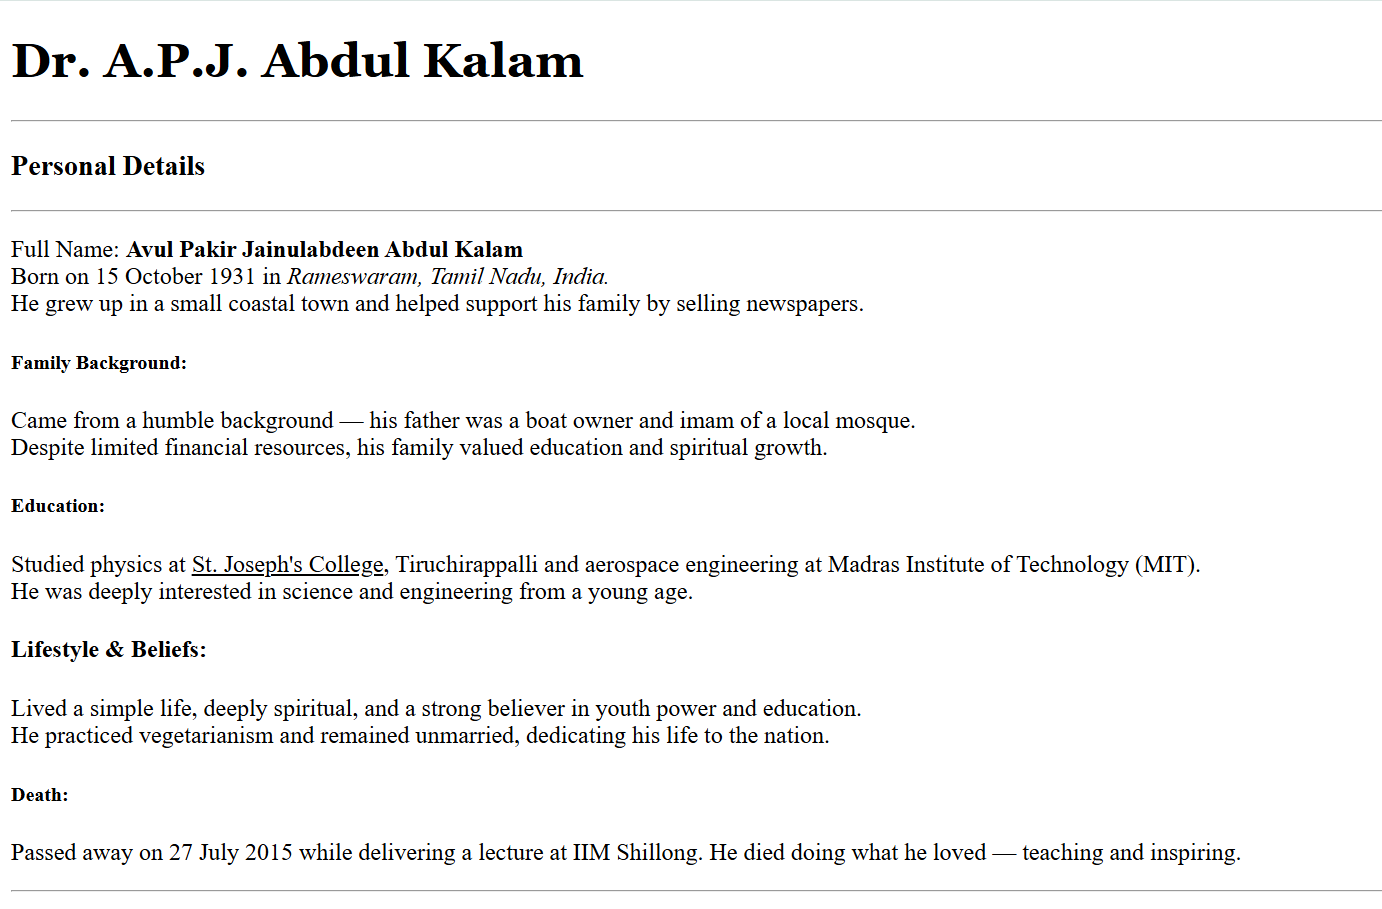 Dr. A.P.J. Abdul Kalam
Personal Details
Full Name: Avul Pakir Jainulabdeen Abdul Kalam
Born on 15 October 1931 in Rameswaram, Tamil Nadu, India.
He grew up in a small coastal town and helped support his family by selling newspapers.
Family Background:
Came from a humble background — his father was a boat owner and imam of a local mosque.
Despite limited financial resources, his family valued education and spiritual growth.
Education:
Studied physics at St. Joseph's College, Tiruchirappalli and aerospace engineering at Madras Institute of Technology (MIT).
He was deeply interested in science and engineering from a young age.
Lifestyle & Beliefs:
Lived a simple life, deeply spiritual, and a strong believer in youth power and education.
He practiced vegetarianism and remained unmarried, dedicating his life to the nation.
Death:
Passed away on 27 July 2015 while delivering a lecture at IIM Shillong. He died doing what he loved — teaching and inspiring.